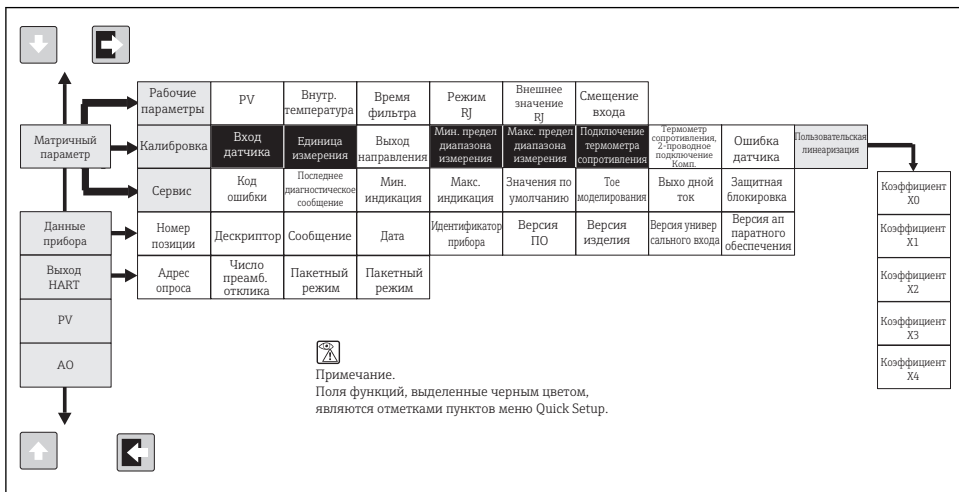 Рабочие
параметры
PV
Внутр.
температура
Время
фильтра
Режим
RJ
Внешнее
значение
RJ
Смещение
входа
Матричный
параметр
Калибровка
Вход
датчика
Единица
измерения
Выход
направления
Мин. предел
диапазона
измерения
Макс. предел
диапазона
измерения
Подключение
термометра
сопротивления
Термометр
сопротивления,
2-проводное
подключение
Комп.
Ошибка
датчика
Пользовательская
линеаризация
Сервис
Код
ошибки
Последнее
диагностическое
сообщение
Мин.
индикация
Макс.
индикация
Значения по
умолчанию
Тое
моделирования
Выхо дной
ток
Защитная
блокировка
Данные
прибора
Номер
позиции
Дескриптор
Сообщение
Дата
Идентификатор
прибора
Версия
ПО
Версия
изделия
Версия универ
сального входа
Версия ап
паратного
обеспечения
Выход
HART
Адрес
опроса
Число
преамб.
отклика
Пакетный
режим
Пакетный
режим
PV
AO
Коэффициент
X0
Коэффициент
X1
Коэффициент
X2
Коэффициент
X3
Коэффициент
X4
Примечание.
Поля функций, выделенные черным цветом,
являются отметками пунктов меню Quick Setup.